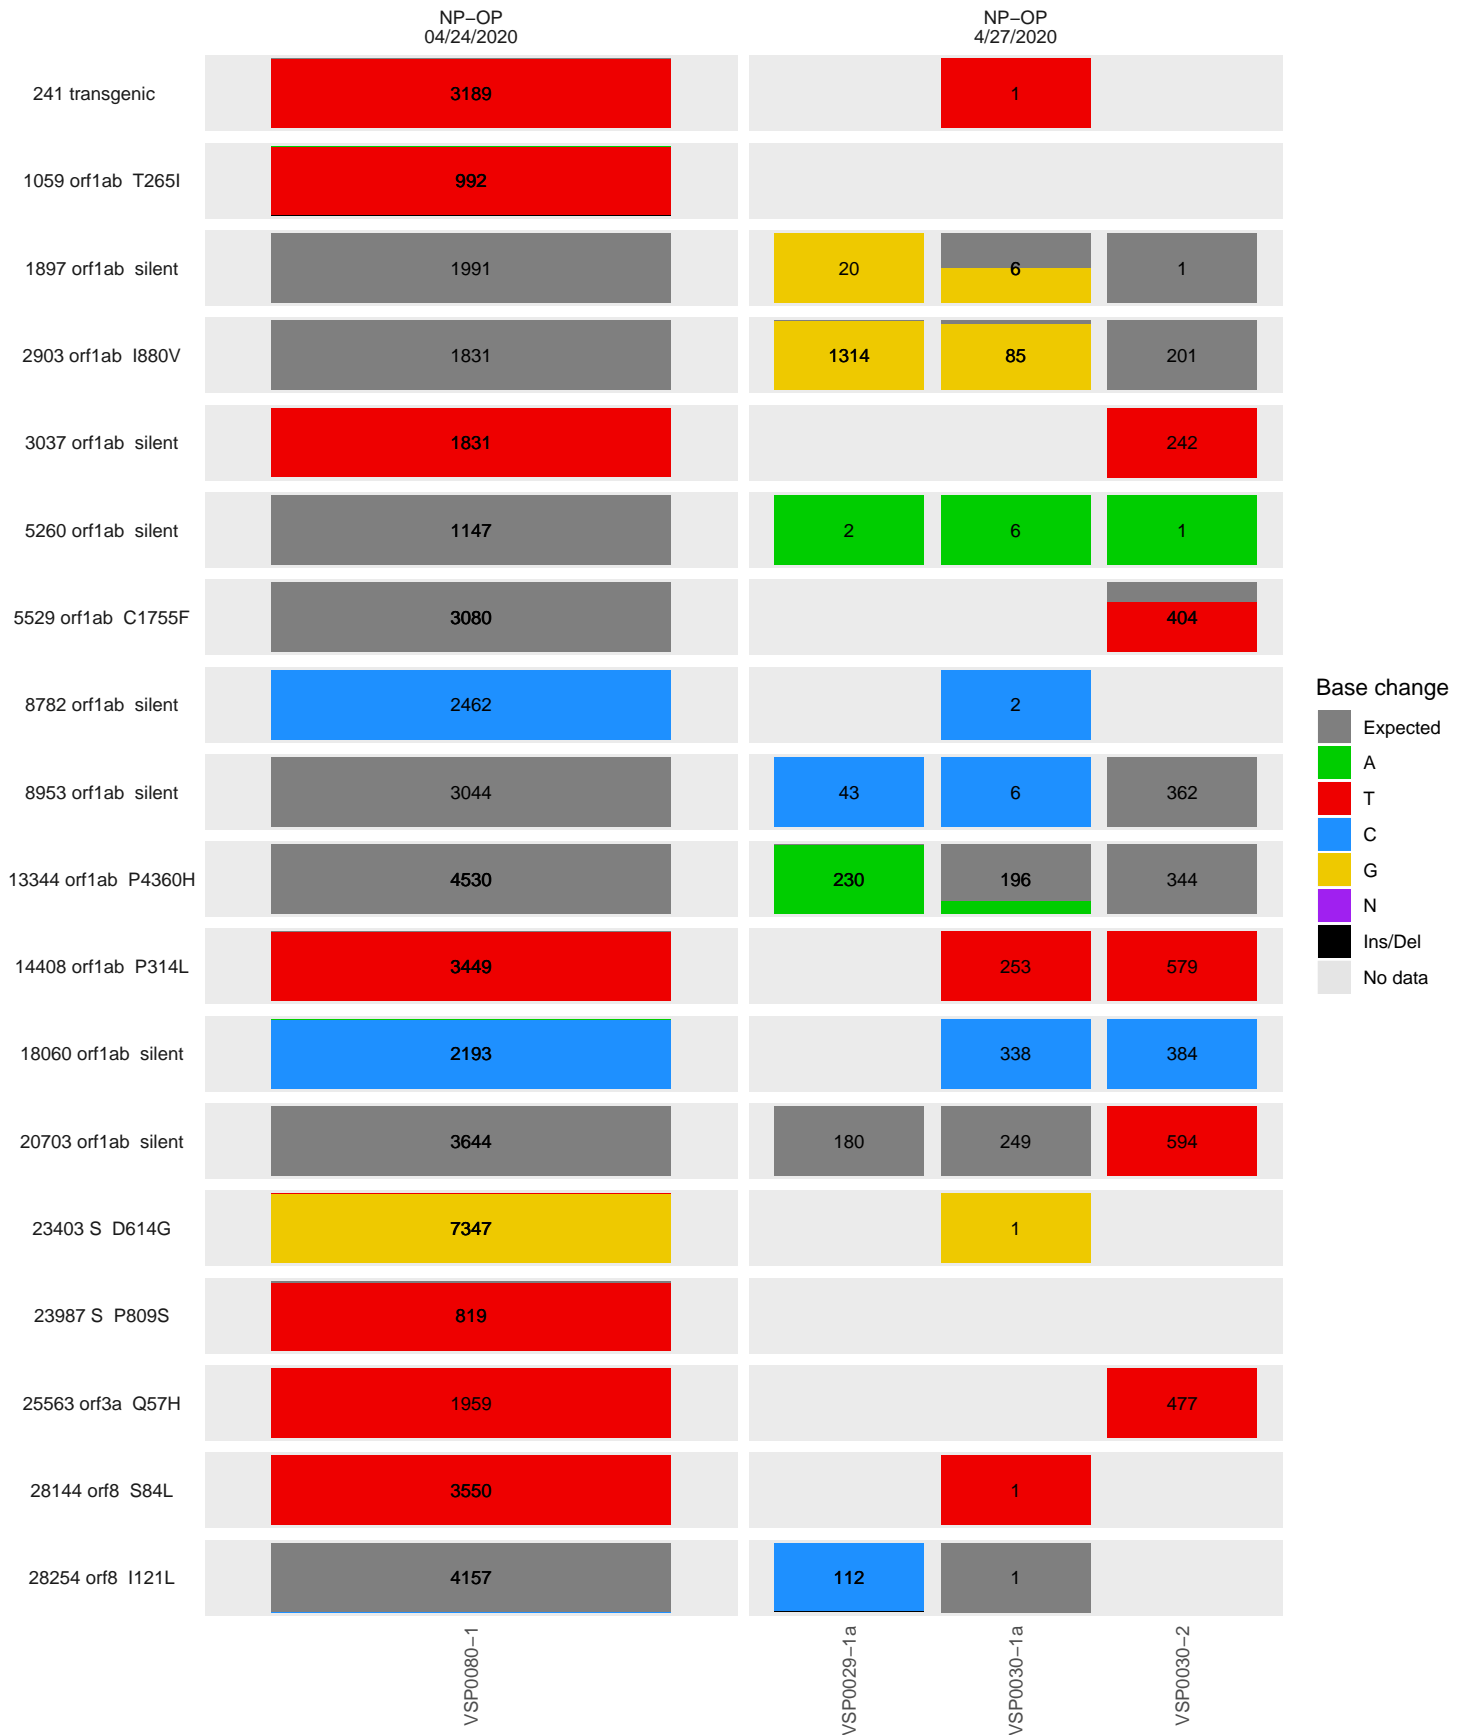 NP−OP
04/24/2020
NP−OP
4/27/2020
241 transgenic
3189
1
1059 orf1ab T265I
992
1897 orf1ab silent
1991
20
6
1
2903 orf1ab I880V
1831
1314
85
201
3037 orf1ab silent
1831
242
5260 orf1ab silent
1147
2
6
1
5529 orf1ab C1755F
3080
404
8782 orf1ab silent
2462
2
8953 orf1ab silent
3044
43
6
362
13344 orf1ab P4360H
4530
230
196
344
14408 orf1ab P314L
3449
253
579
18060 orf1ab silent
2193
338
384
20703 orf1ab silent
3644
180
249
594
23403 S D614G
7347
1
23987 S P809S
819
25563 orf3a Q57H
1959
477
28144 orf8 S84L
3550
1
28254 orf8 I121L
4157
112
1
VSP0080−1
VSP0029−1a
VSP0030−1a
VSP0030−2
Base change
Expected
A
T
C
G
N
Ins/Del
No data